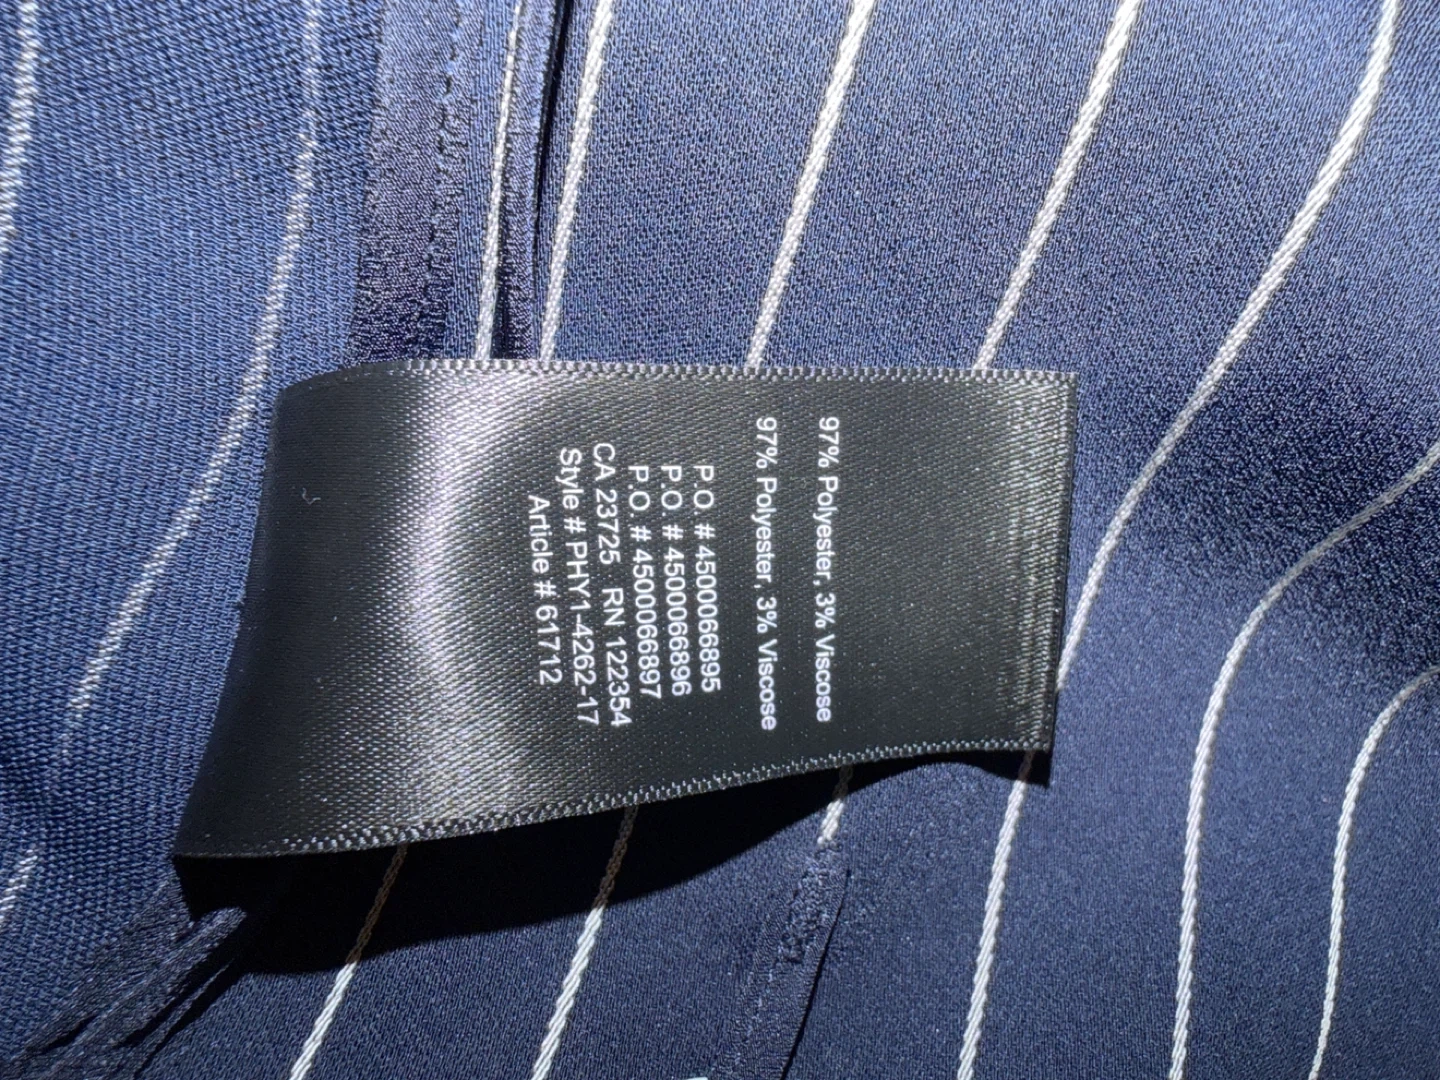 97% Polyester, 3% Viscose
97% Polyester, 3% Viscose
P.O. #4500066895
P.O. # 4500066896
P.O. # 4500066897
CA 23725 RN 122354
Style # PHY1-4262-17
Article # 617712